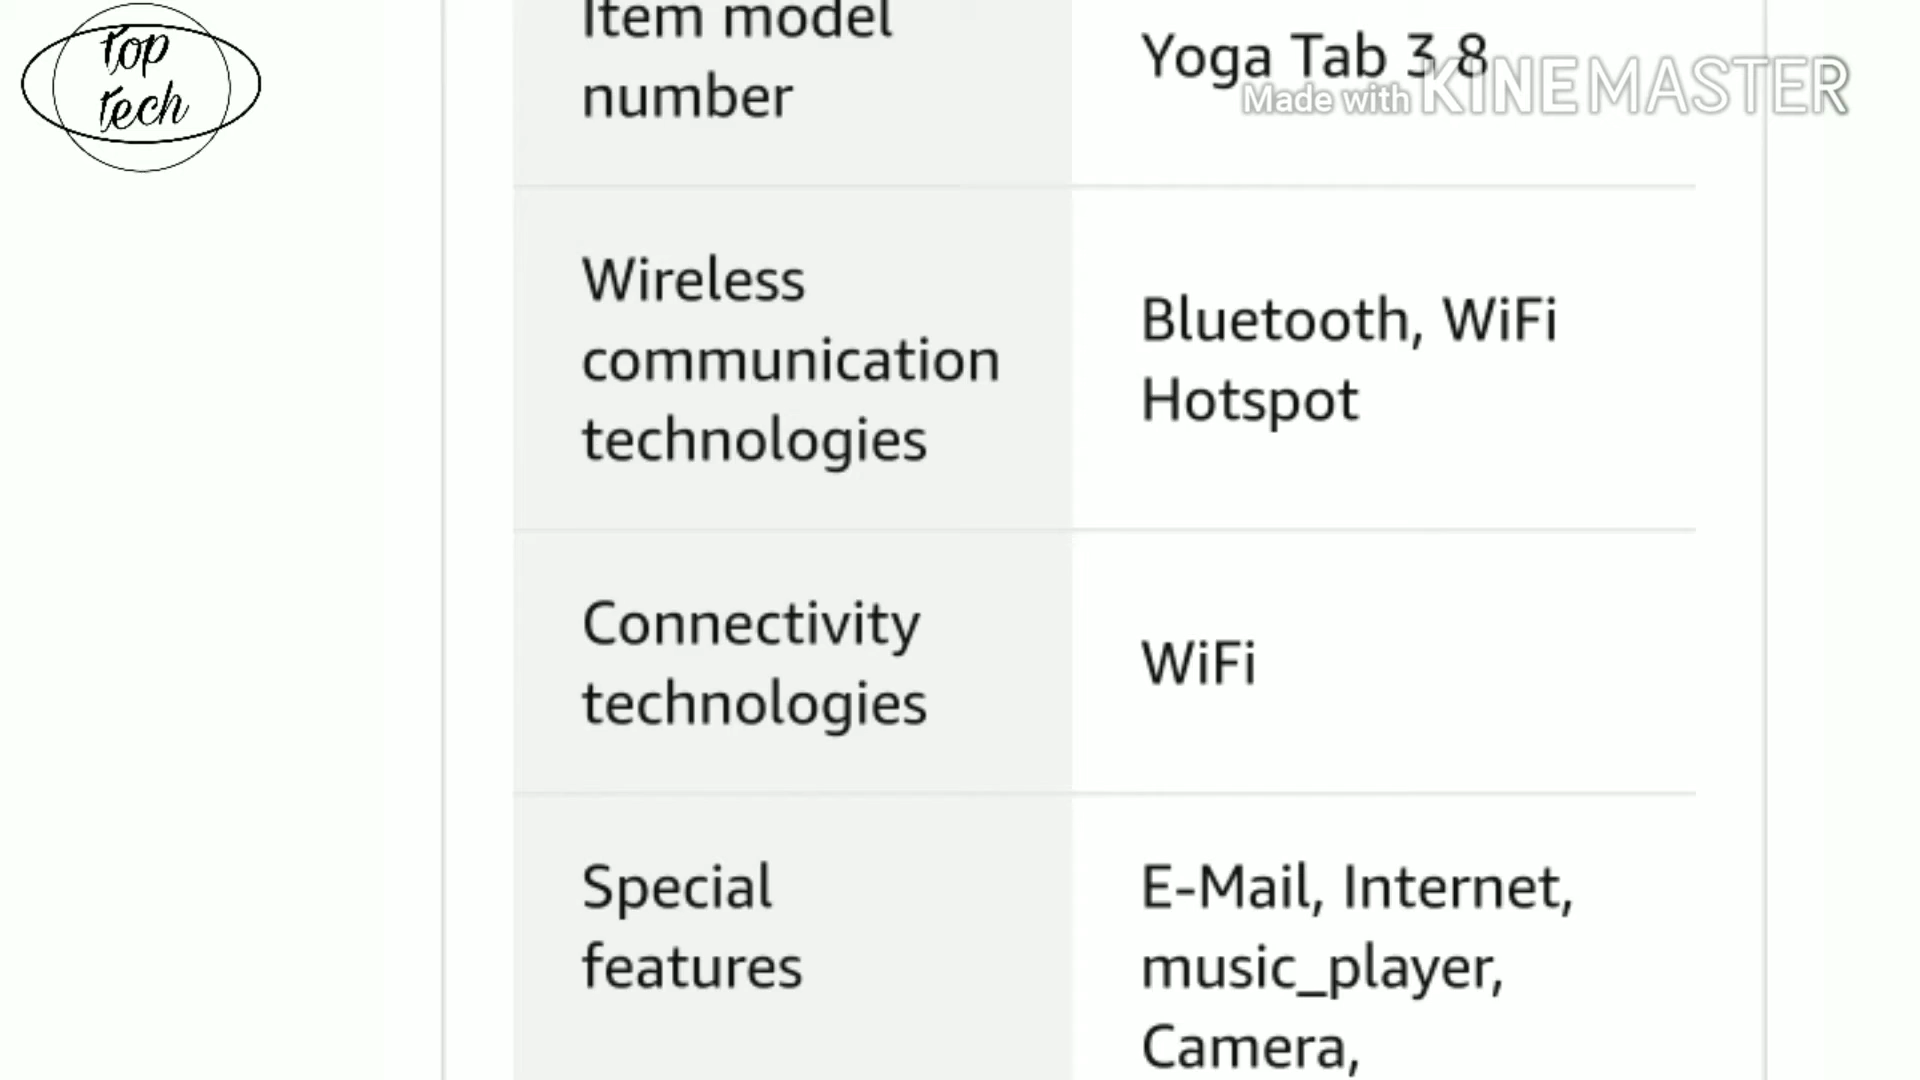 Top
Tech
Item model
number
Yoga Tab 3 8
Made with KINEMASTER
Wireless
communication
technologies
Bluetooth, WiFi
Hotspot
Connectivity
technologies
WiFi
Special
features
E-Mail, Internet,
music_player,
Camera,